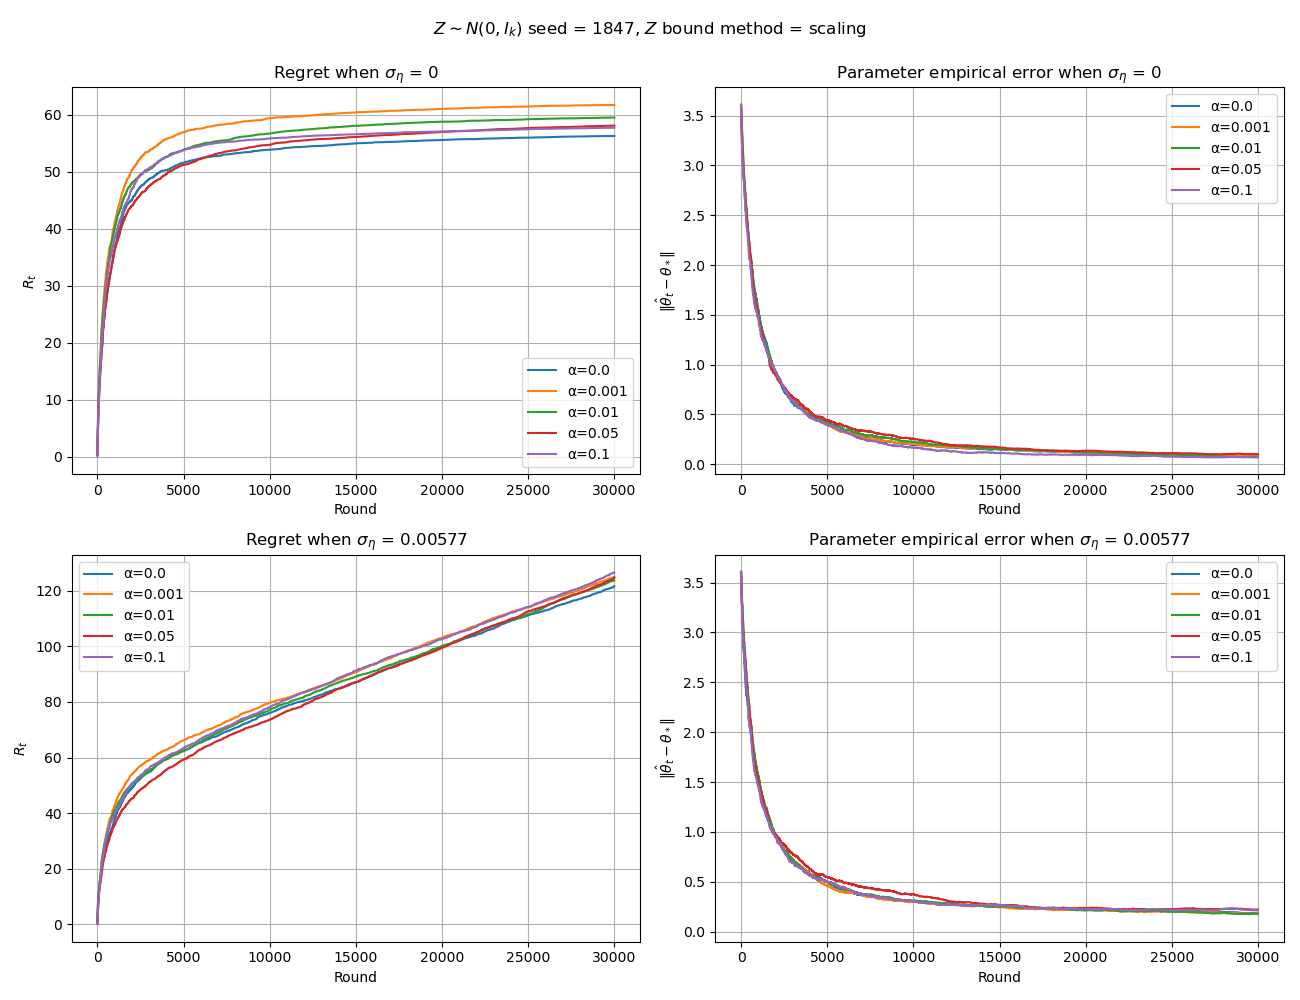 Z ∼ N(0, I_k) seed = 1847, Z bound method = scaling
Regret when σ_η = 0
R_t
60
50
40
30
20
10
0
0 5000 10000 15000 20000 25000 30000
Round
α=0.0
α=0.001
α=0.01
α=0.05
α=0.1
Parameter empirical error when σ_η = 0
‖θ̂_t − θ_*‖
3.5
3.0
2.5
2.0
1.5
1.0
0.5
0.0
0 5000 10000 15000 20000 25000 30000
Round
α=0.0
α=0.001
α=0.01
α=0.05
α=0.1
Regret when σ_η = 0.00577
R_t
120
100
80
60
40
20
0
0 5000 10000 15000 20000 25000 30000
Round
α=0.0
α=0.001
α=0.01
α=0.05
α=0.1
Parameter empirical error when σ_η = 0.00577
‖θ̂_t − θ_*‖
3.5
3.0
2.5
2.0
1.5
1.0
0.5
0.0
0 5000 10000 15000 20000 25000 30000
Round
α=0.0
α=0.001
α=0.01
α=0.05
α=0.1